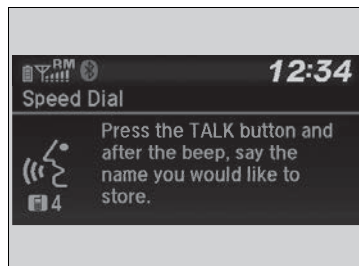 RM 12:34
Speed Dial
Press the TALK button and
after the beep, say the
name you would like to
4 store.